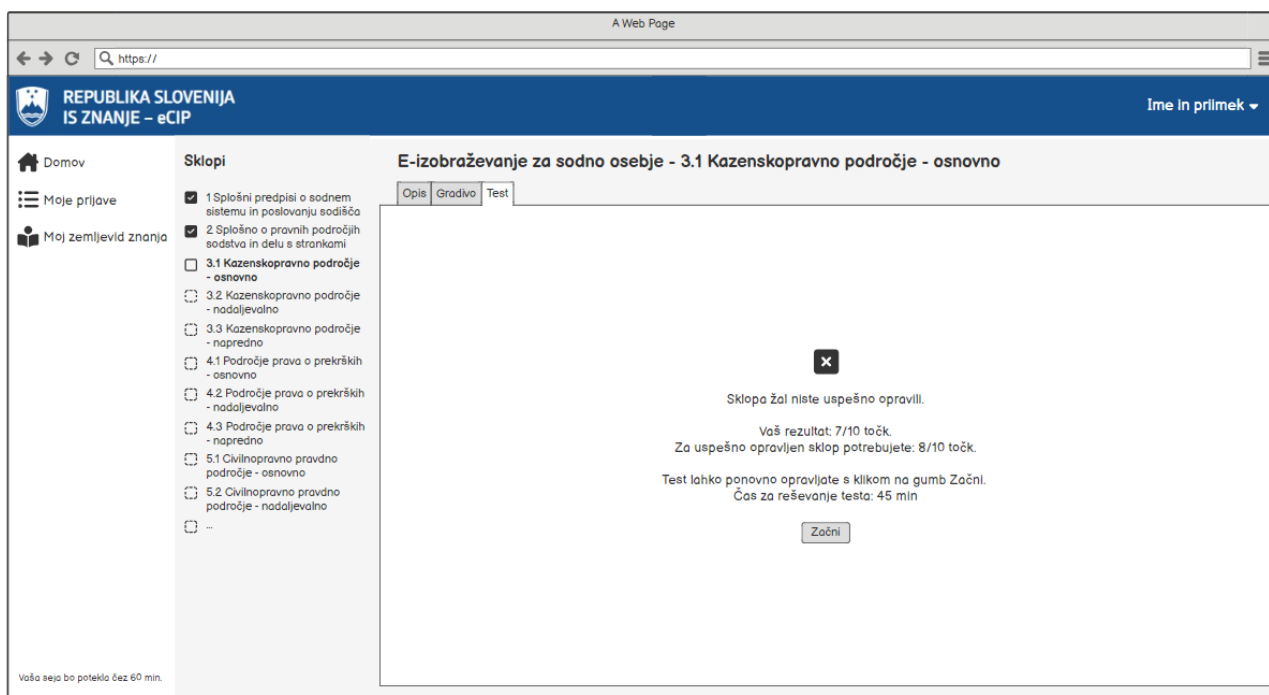 A Web Page
https://
REPUBLIKA SLOVENIJA
IS ZNANJE – eCIP
Ime in priimek
Domov
Moje prijave
Moj zemljevid znanja
Sklopi
1 Splošni predpisi o sodnem
sistemu in poslovanju sodišča
2 Splošno o pravnih področjih
sodstva in delu s strankami
3.1 Kazenskopravno področje
- osnovno
3.2 Kazenskopravno področje
- nadaljevalno
3.3 Kazenskopravno področje
- napredno
4.1 Področje prava o prekrških
- osnovno
4.2 Področje prava o prekrških
- nadaljevalno
4.3 Področje prava o prekrških
- napredno
5.1 Civilnopravno pravdno
področje - osnovno
5.2 Civilnopravno pravdno
področje - nadaljevalno
...
E-izobraževanje za sodno osebje - 3.1 Kazenskopravno področje - osnovno
Opis Gradivo Test
Sklopa žal niste uspešno opravili.
Vaš rezultat: 7/10 točk.
Za uspešno opravljen sklop potrebujete: 8/10 točk.
Test lahko ponovno opravljate s klikom na gumb Začni.
Čas za reševanje testa: 45 min
Začni
Vaša seja bo potekla čez 60 min.